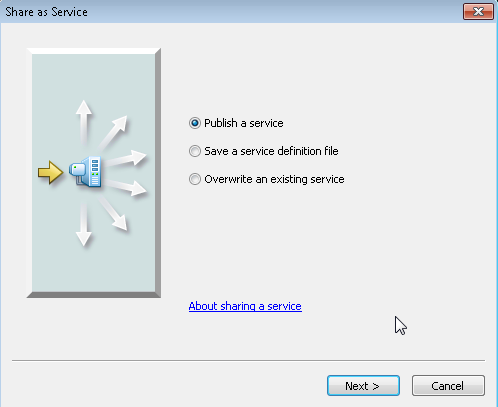 Share as Service
Publish a service
Save a service definition file
Overwrite an existing service
About sharing a service
Next >
Cancel